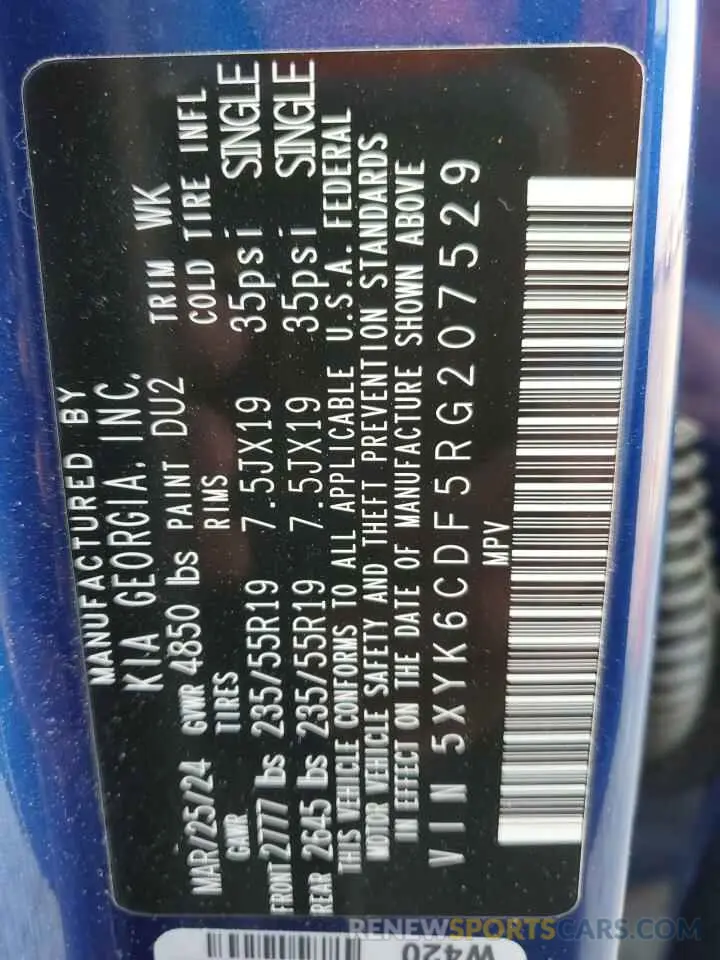 MANUFACTURED BY
KIA GEORGIA, INC.
MAR/25/24 GVWR 4850 lbs PAINT DU2 TRIM WK
GAWR TIRES RIMS COLD TIRE INFL
FRONT 2777 lbs 235/55R19 7.5JX19 35psi SINGLE
REAR 2645 lbs 235/55R19 7.5JX19 35psi SINGLE
THIS VEHICLE CONFORMS TO ALL APPLICABLE U.S.A. FEDERAL
MOTOR VEHICLE SAFETY AND THEFT PREVENTION STANDARDS
IN EFFECT ON THE DATE OF MANUFACTURE SHOWN ABOVE
VIN 5XYK6CDF5RG207529
MPV
W420
RENEWSPORTSCARS.COM